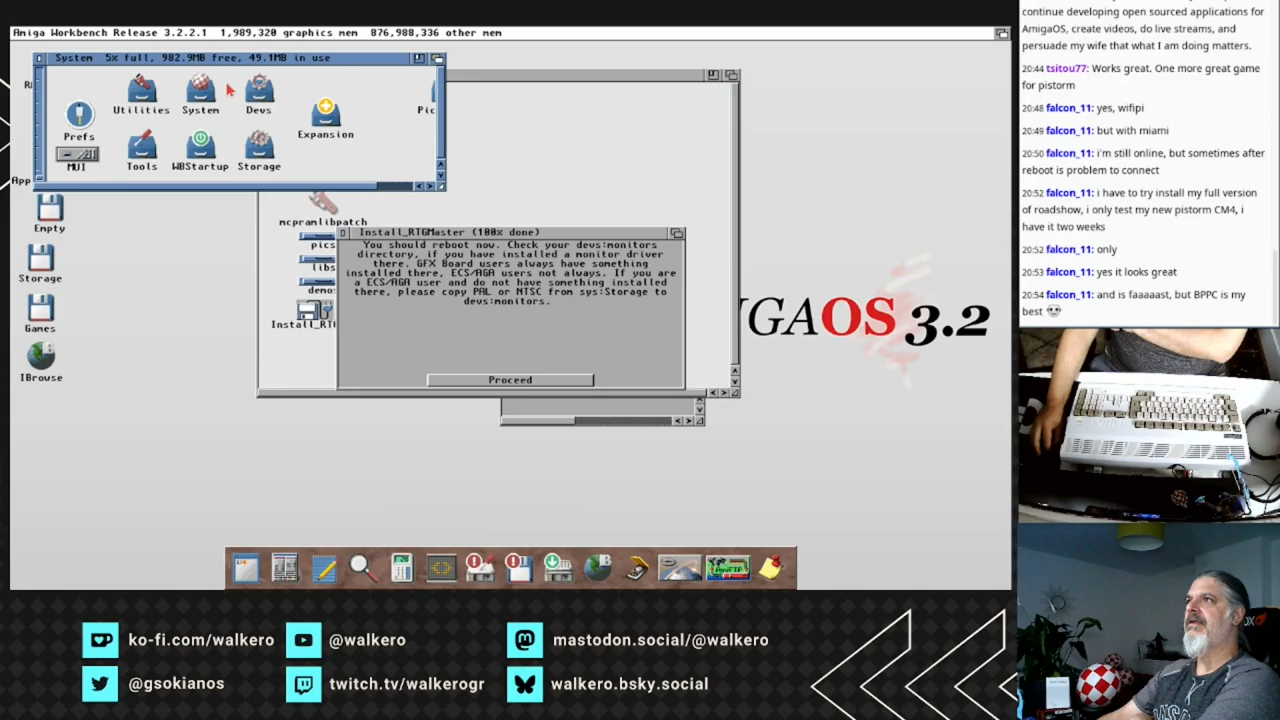 Amiga Workbench Release 3.2.2.1  1,989,320 graphics mem  876,988,336 other mem
System  5% full, 982.9MB free, 49.1MB in use
Utilities
System
Devs
Pic
Prefs
Expansion
MUI
Tools
WBStartup
Storage
App
Empty
Storage
Games
IBrowse
mcpramlibpatch
pics
libs
demos
Install_RTG
Install_RTGMaster (100% done)
You should reboot now. Check your devs:monitors
directory, if you have installed a monitor driver
there. GFX Board users always have something
installed there, ECS/AGA users not always. If you are
a ECS/AGA user and do not have something installed
there, please copy PAL or NTSC from sys:Storage to
devs:monitors.
Proceed
GAOS 3.2
AmiFTP
continue developing open sourced applications for
AmigaOS, create videos, do live streams, and
persuade my wife that what I am doing matters.
20:44 tsitou77: Works great. One more great game
for pistorm
20:48 falcon_11: yes, wifipi
20:49 falcon_11: but with miami
20:50 falcon_11: i'm still online, but sometimes after
reboot is problem to connect
20:52 falcon_11: i have to try install my full version
of roadshow, i only test my new pistorm CM4, i
have it two weeks
20:52 falcon_11: only
20:53 falcon_11: yes it looks great
20:54 falcon_11: and is faaaaast, but BPPC is my
best
ko-fi.com/walkero
@walkero
mastodon.social/@walkero
@gsokianos
twitch.tv/walkerogr
walkero.bsky.social